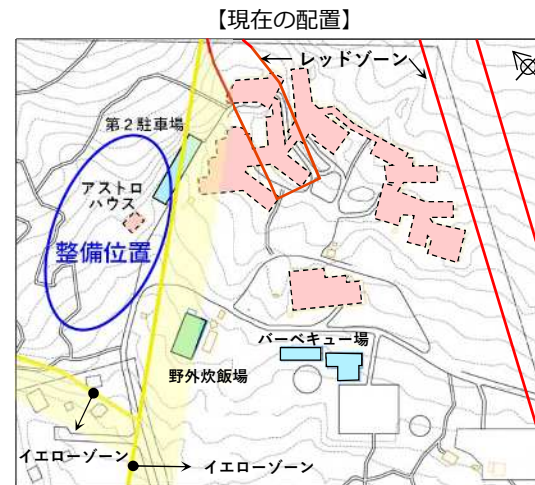 【現在の配置】
レッドゾーン
第２駐車場
アストロ
ハウス
整備位置
バーベキュー場
野外炊飯場
イエローゾーン
イエローゾーン